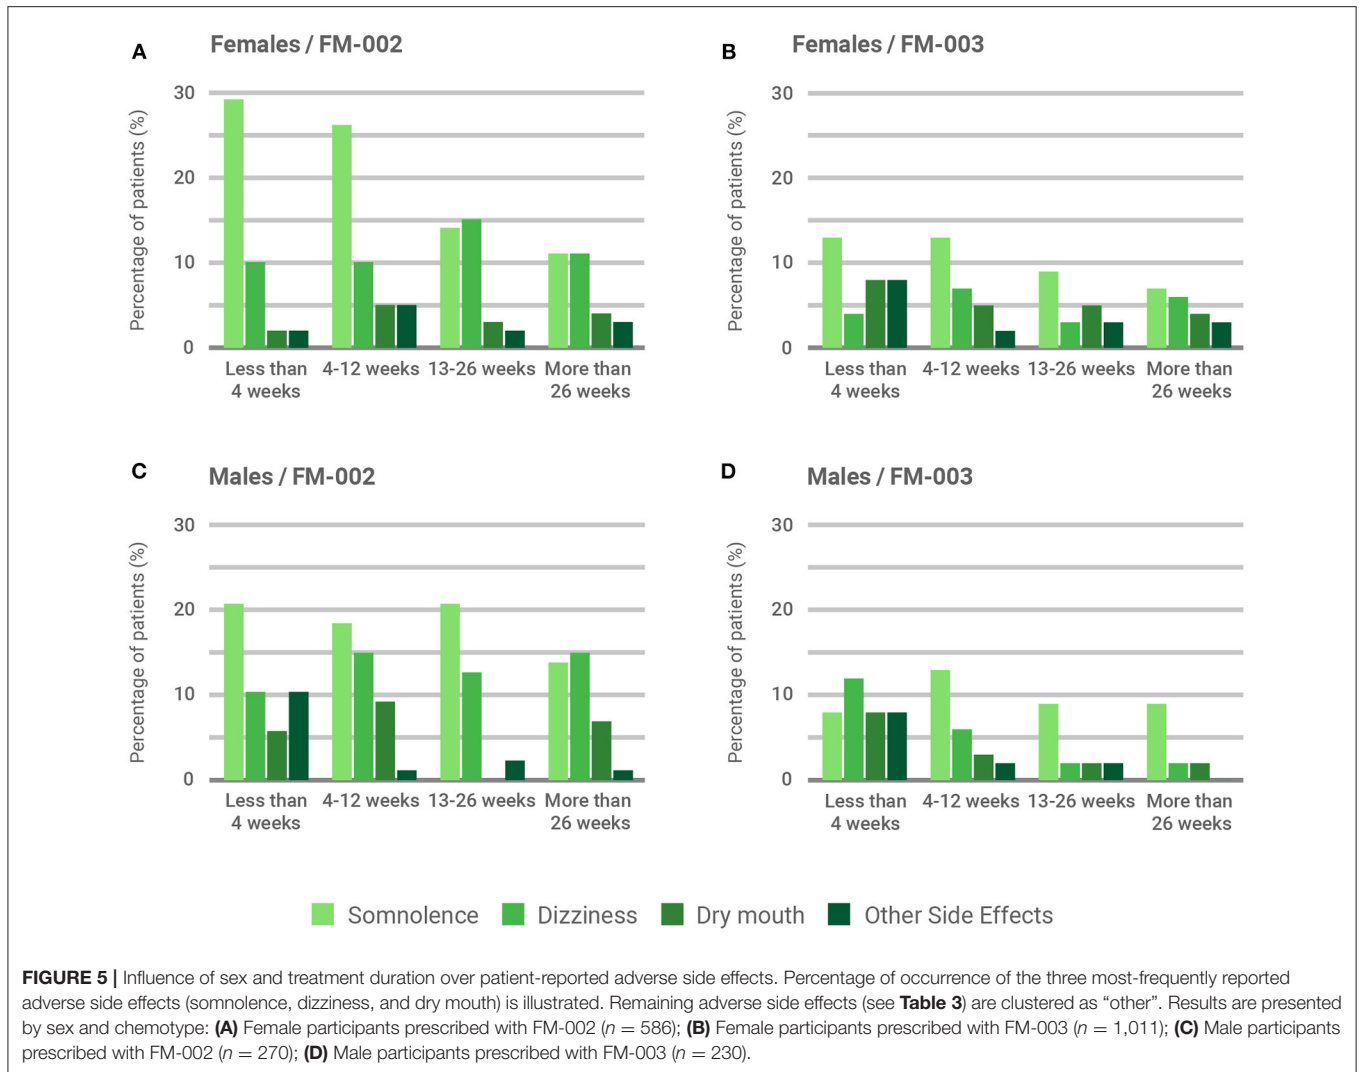 A Females / FM-002
Percentage of patients (%)
30
20
10
0
Less than 4-12 weeks 13-26 weeks More than
4 weeks 26 weeks
B Females / FM-003
Percentage of patients (%)
30
20
10
0
Less than 4-12 weeks 13-26 weeks More than
4 weeks 26 weeks
C Males / FM-002
Percentage of patients (%)
30
20
10
0
Less than 4-12 weeks 13-26 weeks More than
4 weeks 26 weeks
D Males / FM-003
Percentage of patients (%)
30
20
10
0
Less than 4-12 weeks 13-26 weeks More than
4 weeks 26 weeks
Somnolence Dizziness Dry mouth Other Side Effects
FIGURE 5 | Influence of sex and treatment duration over patient-reported adverse side effects. Percentage of occurrence of the three most-frequently reported
adverse side effects (somnolence, dizziness, and dry mouth) is illustrated. Remaining adverse side effects (see Table 3) are clustered as “other”. Results are presented
by sex and chemotype: (A) Female participants prescribed with FM-002 (n = 586); (B) Female participants prescribed with FM-003 (n = 1,011); (C) Male participants
prescribed with FM-002 (n = 270); (D) Male participants prescribed with FM-003 (n = 230).